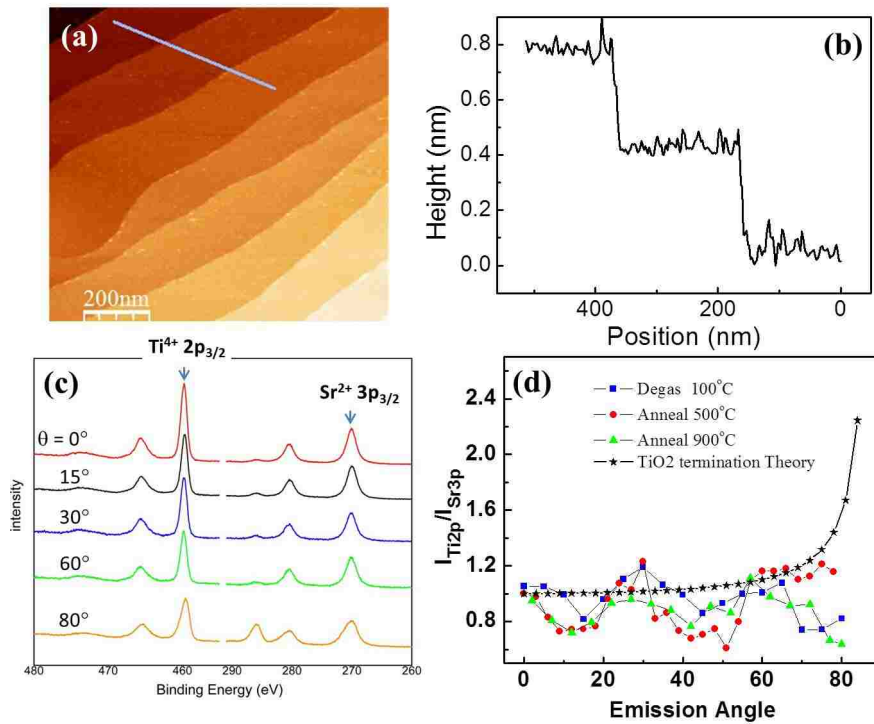 (a)
200nm
(b)
0.8
0.6
0.4
0.2
0.0
Height (nm)
400
200
0
Position (nm)
(c)
Ti⁴⁺ 2p₃/₂
Sr²⁺ 3p₃/₂
θ = 0°
15°
30°
60°
80°
intensity
480
470
460
290
280
270
260
Binding Energy (eV)
(d)
Degas 100°C
Anneal 500°C
Anneal 900°C
TiO2 termination Theory
2.4
2.0
1.6
1.2
0.8
I_Ti2p/I_Sr3p
0
20
40
60
80
Emission Angle